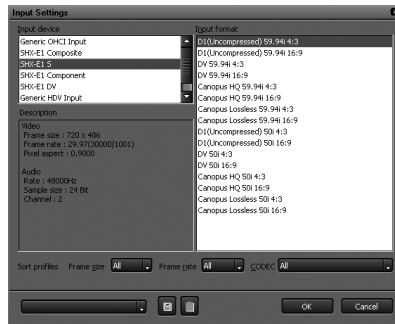 Input Settings
Input device
Generic OHCI Input
SHX-E1 Composite
SHX-E1 S
SHX-E1 Component
SHX-E1 DV
Generic HDV Input
Description
Video
Frame size : 720 x 486
Frame rate : 29.97(30000/1001)
Pixel aspect : 0.9000
Audio
Rate : 48000Hz
Sample size : 24 Bit
Channel : 2
Input format
D1(Uncompressed) 59.94i 4:3
D1(Uncompressed) 59.94i 16:9
DV 59.94i 4:3
DV 59.94i 16:9
Canopus HQ 59.94i 4:3
Canopus HQ 59.94i 16:9
Canopus Lossless 59.94i 4:3
Canopus Lossless 59.94i 16:9
D1(Uncompressed) 50i 4:3
D1(Uncompressed) 50i 16:9
DV 50i 4:3
DV 50i 16:9
Canopus HQ 50i 4:3
Canopus HQ 50i 16:9
Canopus Lossless 50i 4:3
Canopus Lossless 50i 16:9
Sort profiles Frame size All Frame rate All CODEC All
OK Cancel